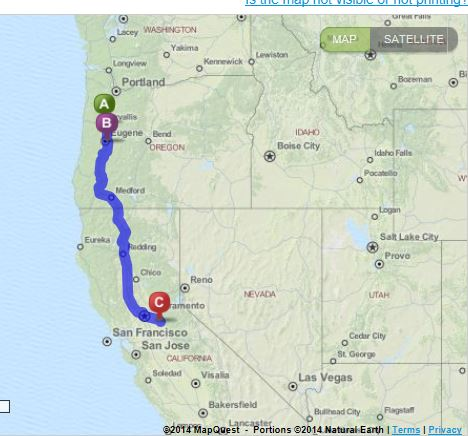 Is the map not visible or not printing?
MAP SATELLITE
Great Falls
Lacey WASHINGTON
Yakima
Kennewick Lewiston
Longview
Portland
Bozeman
A
B
Eugene Bend
OREGON
IDAHO
Boise City
Idaho Falls
Pocatello
Medford
Logan
Eureka Redding
Salt Lake City
Provo
Chico
Reno
C
NEVADA UTAH
San Francisco
San Jose
CALIFORNIA
Cedar City
St. George
Soledad Visalia
Las Vegas
Bakersfield
Bullhead City Flagstaff
Lancaster
©2014 MapQuest - Portions ©2014 Natural Earth | Terms | Privacy